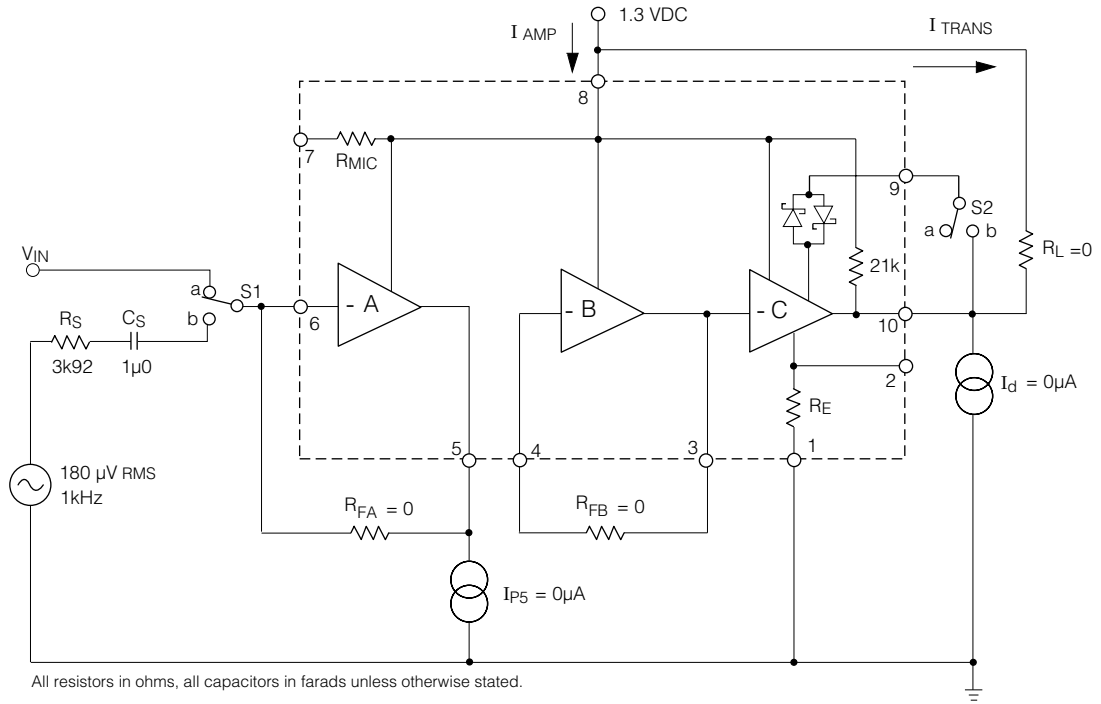 1.3 VDC
I AMP
I TRANS
8
7
RMIC
9
S2
a
b
RL =0
VIN
a
S1
b
RS
3k92
CS
1µ0
6
- A
- B
- C
21k
10
2
Id = 0µA
RE
5
4
3
1
180 µV RMS
1kHz
RFA = 0
RFB = 0
IP5 = 0µA
All resistors in ohms, all capacitors in farads unless otherwise stated.